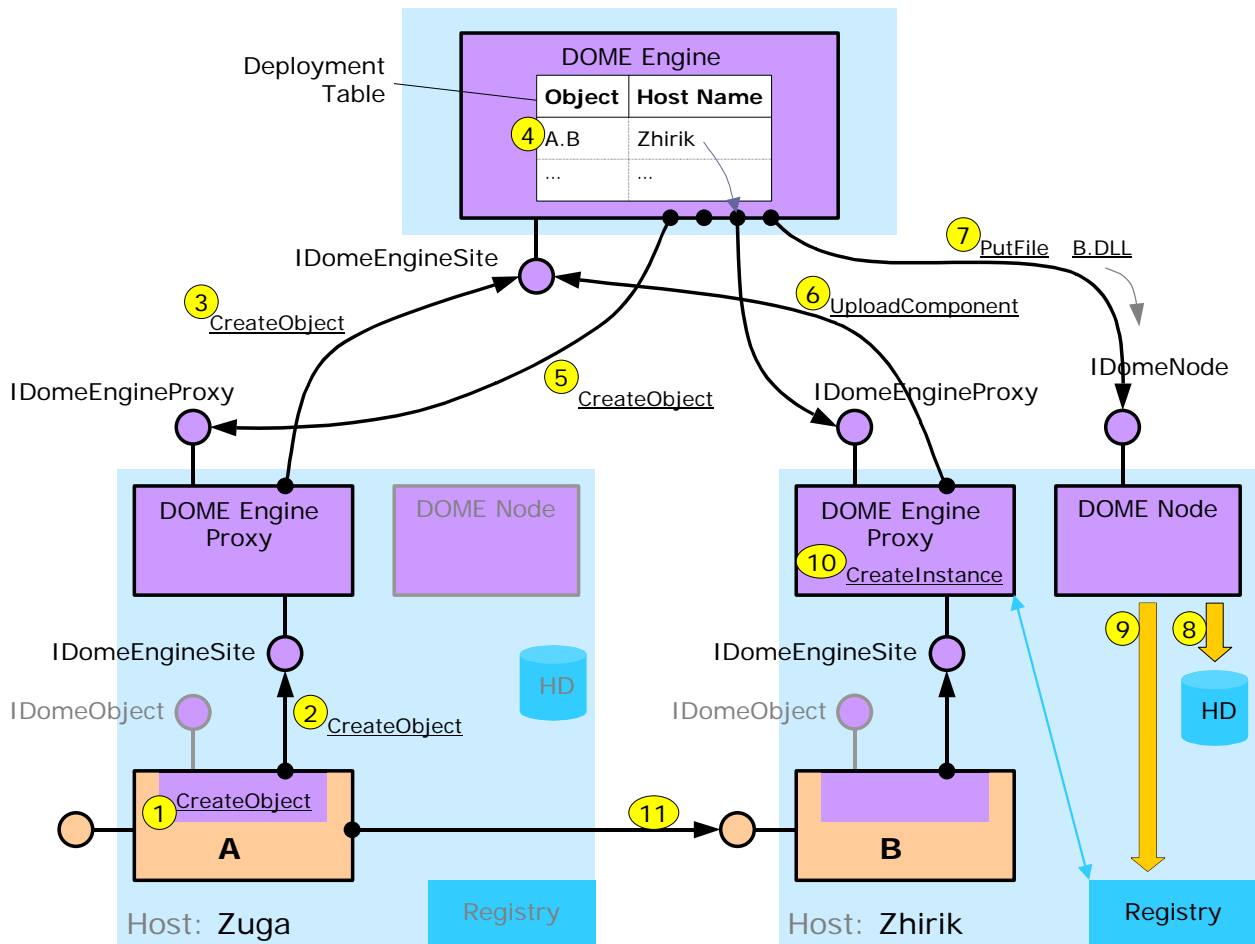 DOME Engine
Deployment
Table
Object Host Name
4 A.B Zhirik
... ...
IDomeEngineSite
7 PutFile B.DLL
3 CreateObject
6 UploadComponent
IDomeEngineProxy
5 CreateObject
IDomeEngineProxy
IDomeNode
DOME Engine
Proxy
DOME Node
DOME Engine
Proxy
10 CreateInstance
DOME Node
IDomeEngineSite
HD
IDomeObject
2 CreateObject
1 CreateObject
A
Registry
Host: Zuga
9
8
IDomeEngineSite
HD
IDomeObject
11
B
Registry
Host: Zhirik